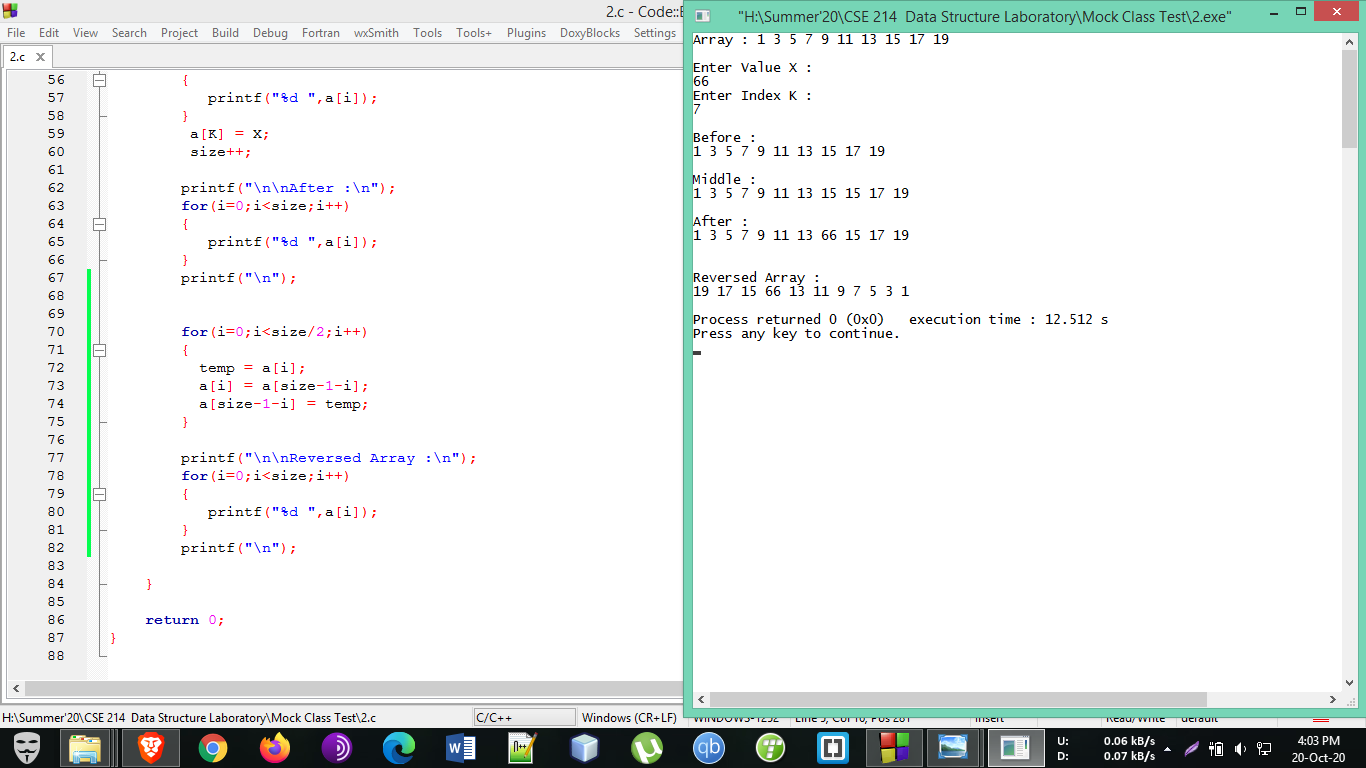 2.c - Code::B
File Edit View Search Project Build Debug Fortran wxSmith Tools Tools+ Plugins DoxyBlocks Settings
2.c
56 {
57 printf("%d ",a[i]);
58 }
59 a[K] = X;
60 size++;
61
62 printf("\n\nAfter :\n");
63 for(i=0;i<size;i++)
64 {
65 printf("%d ",a[i]);
66 }
67 printf("\n");
68
69
70 for(i=0;i<size/2;i++)
71 {
72 temp = a[i];
73 a[i] = a[size-1-i];
74 a[size-1-i] = temp;
75 }
76
77 printf("\n\nReversed Array :\n");
78 for(i=0;i<size;i++)
79 {
80 printf("%d ",a[i]);
81 }
82 printf("\n");
83
84 }
85
86 return 0;
87 }
88
H:\Summer'20\CSE 214 Data Structure Laboratory\Mock Class Test\2.c C/C++ Windows (CR+LF) WINDOWS-1252 Line 5, Col 10, Pos 281 Insert Read/Write default
"H:\Summer'20\CSE 214 Data Structure Laboratory\Mock Class Test\2.exe"
Array : 1 3 5 7 9 11 13 15 17 19
Enter Value X :
66
Enter Index K :
7
Before :
1 3 5 7 9 11 13 15 17 19
Middle :
1 3 5 7 9 11 13 15 15 17 19
After :
1 3 5 7 9 11 13 66 15 17 19
Reversed Array :
19 17 15 66 13 11 9 7 5 3 1
Process returned 0 (0x0) execution time : 12.512 s
Press any key to continue.
U: 0.06 kB/s
D: 0.07 kB/s
4:03 PM
20-Oct-20